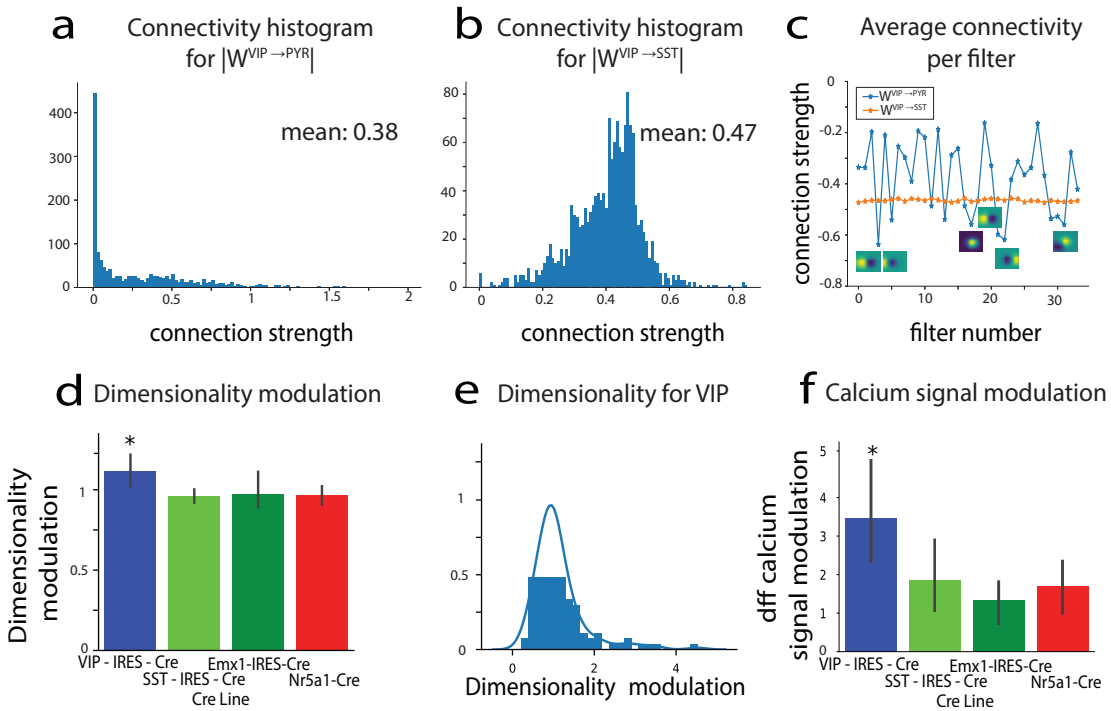 a Connectivity histogram
for |W^VIP→PYR|
mean: 0.38
400
300
200
100
0
0 0.5 1.0 1.5 2
connection strength
b Connectivity histogram
for |W^VIP→SST|
mean: 0.47
80
60
40
20
0
0 0.2 0.4 0.6 0.8
connection strength
c Average connectivity
per filter
connection strength
W^VIP→PYR
W^VIP→SST
0
-0.2
-0.4
-0.6
-0.8
0 10 20 30
filter number
d Dimensionality modulation
Dimensionality
modulation
*
1
0.5
0
VIP - IRES - Cre Emx1-IRES-Cre
SST - IRES - Cre Nr5a1-Cre
Cre Line
e Dimensionality for VIP
1
0.5
0
0 2 4
Dimensionality modulation
f Calcium signal modulation
dff calcium
signal modulation
*
5
4
3
2
1
0
VIP - IRES - Cre Emx1-IRES-Cre
SST - IRES - Cre Nr5a1-Cre
Cre Line